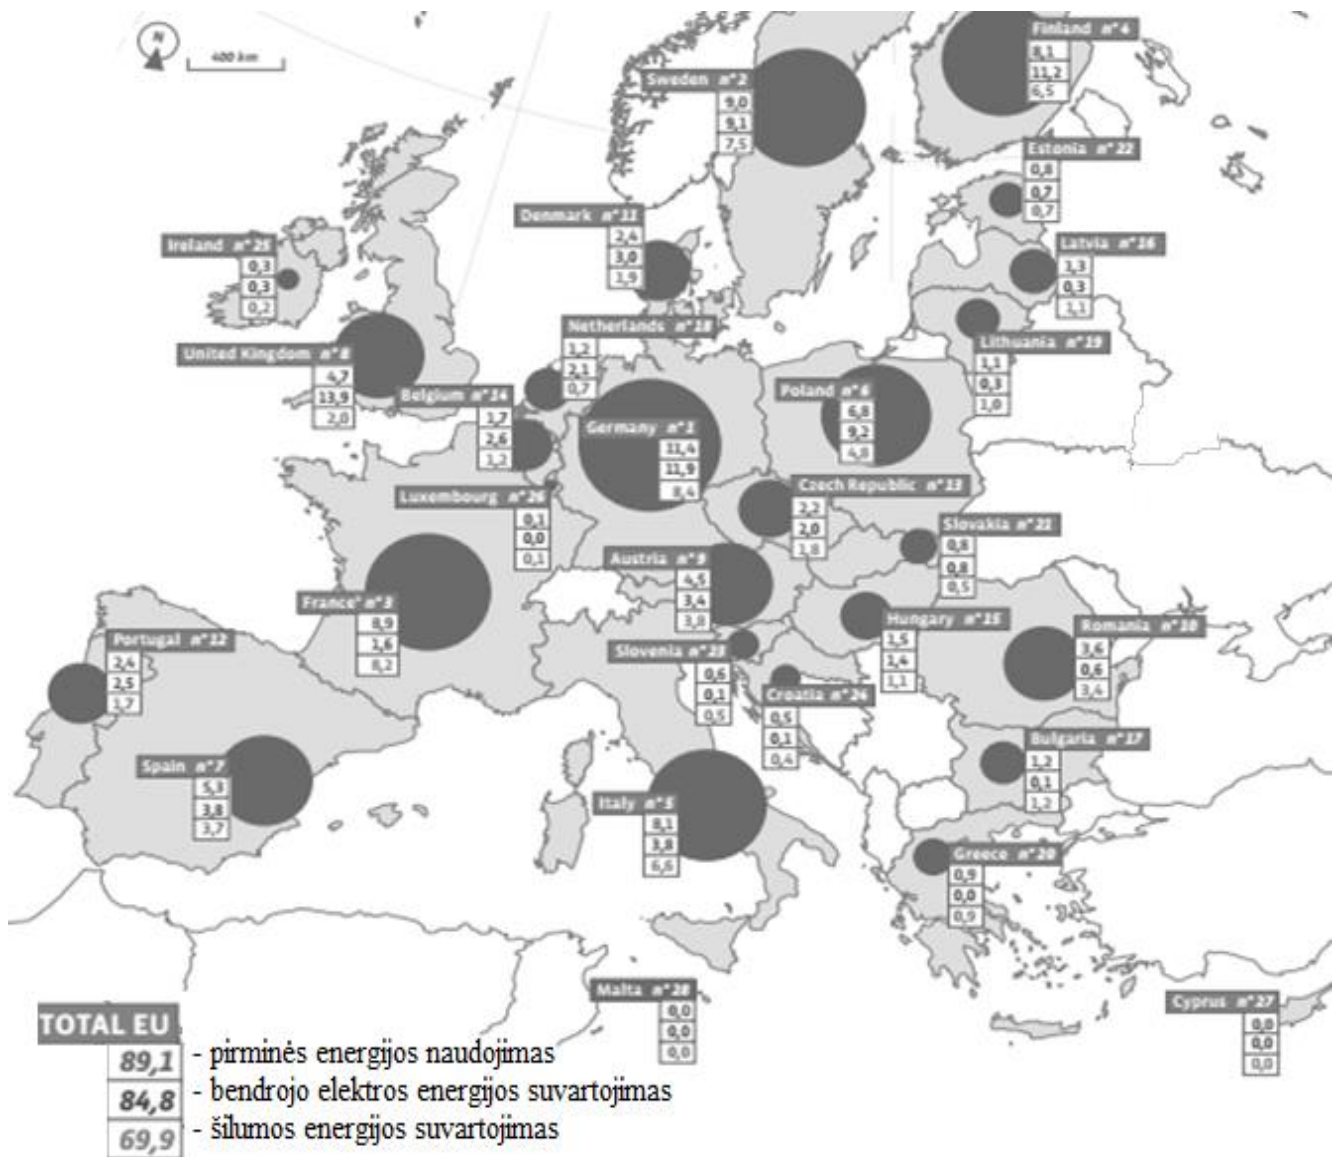 N
400 km
Finland n°4
8,1
11,2
6,5
Sweden n°2
9,0
9,1
7,5
Estonia n°22
0,8
0,7
0,7
Denmark n°11
2,4
3,0
1,9
Ireland n°25
0,3
0,3
0,2
Latvia n°16
1,3
0,3
1,1
Netherlands n°18
1,2
2,1
0,7
Lithuania n°19
1,1
0,3
1,0
United Kingdom n°8
4,7
13,9
2,0
Belgium n°14
1,7
2,6
1,2
Germany n°1
11,4
11,9
8,4
Poland n°6
6,8
9,2
4,8
Luxembourg n°26
0,1
0,0
0,1
Czech Republic n°13
2,2
2,0
1,8
Slovakia n°21
0,8
0,8
0,5
Austria n°9
4,5
3,4
3,8
France* n°3
8,9
1,6
8,2
Portugal n°12
2,4
2,5
1,7
Slovenia n°23
0,6
0,1
0,5
Hungary n°15
1,5
1,4
1,1
Romania n°10
3,6
0,6
3,4
Croatia n°24
0,5
0,1
0,4
Spain n°7
5,3
3,8
3,7
Italy n°5
8,1
3,8
6,6
Bulgaria n°17
1,2
0,1
1,2
Greece n°20
0,9
0,0
0,9
Malta n°28
0,0
0,0
0,0
Cyprus n°27
0,0
0,0
0,0
TOTAL EU
89,1 - pirminės energijos naudojimas
84,8 - bendrojo elektros energijos suvartojimas
69,9 - šilumos energijos suvartojimas